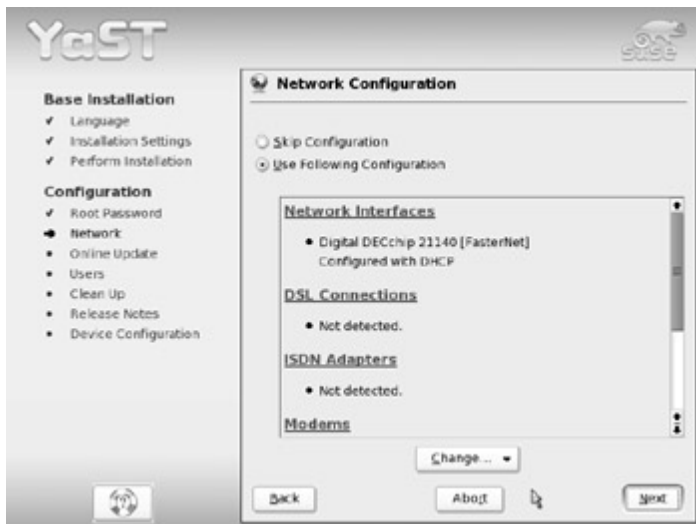 YaST
SUSE
Base Installation
Language
Installation Settings
Perform Installation
Configuration
Root Password
Network
Online Update
Users
Clean Up
Release Notes
Device Configuration
Network Configuration
Skip Configuration
Use Following Configuration
Network Interfaces
Digital DECchip 21140 [FasterNet]
Configured with DHCP
DSL Connections
Not detected.
ISDN Adapters
Not detected.
Modems
Change...
Back
Abort
Next